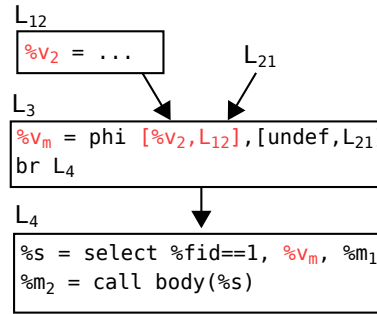 L₁₂
%v₂ = ...
L₂₁
L₃
%vₘ = phi [%v₂,L₁₂],[undef,L₂₁
br L₄
L₄
%s = select %fid==1, %vₘ, %m₁
%m₂ = call body(%s)